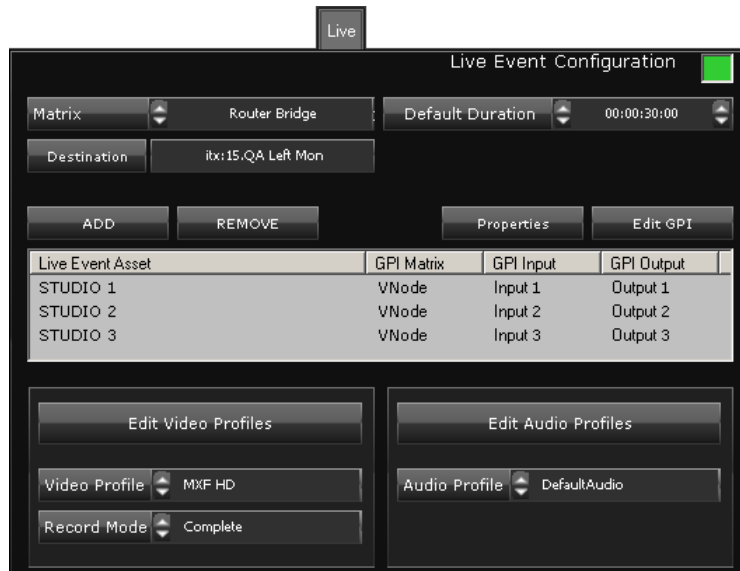 Live
Live Event Configuration
Matrix Router Bridge Default Duration 00:00:30:00
Destination itx:15.QA Left Mon
ADD REMOVE Properties Edit GPI
Live Event Asset GPI Matrix GPI Input GPI Output
STUDIO 1 VNode Input 1 Output 1
STUDIO 2 VNode Input 2 Output 2
STUDIO 3 VNode Input 3 Output 3
Edit Video Profiles Edit Audio Profiles
Video Profile MXF HD Audio Profile DefaultAudio
Record Mode Complete